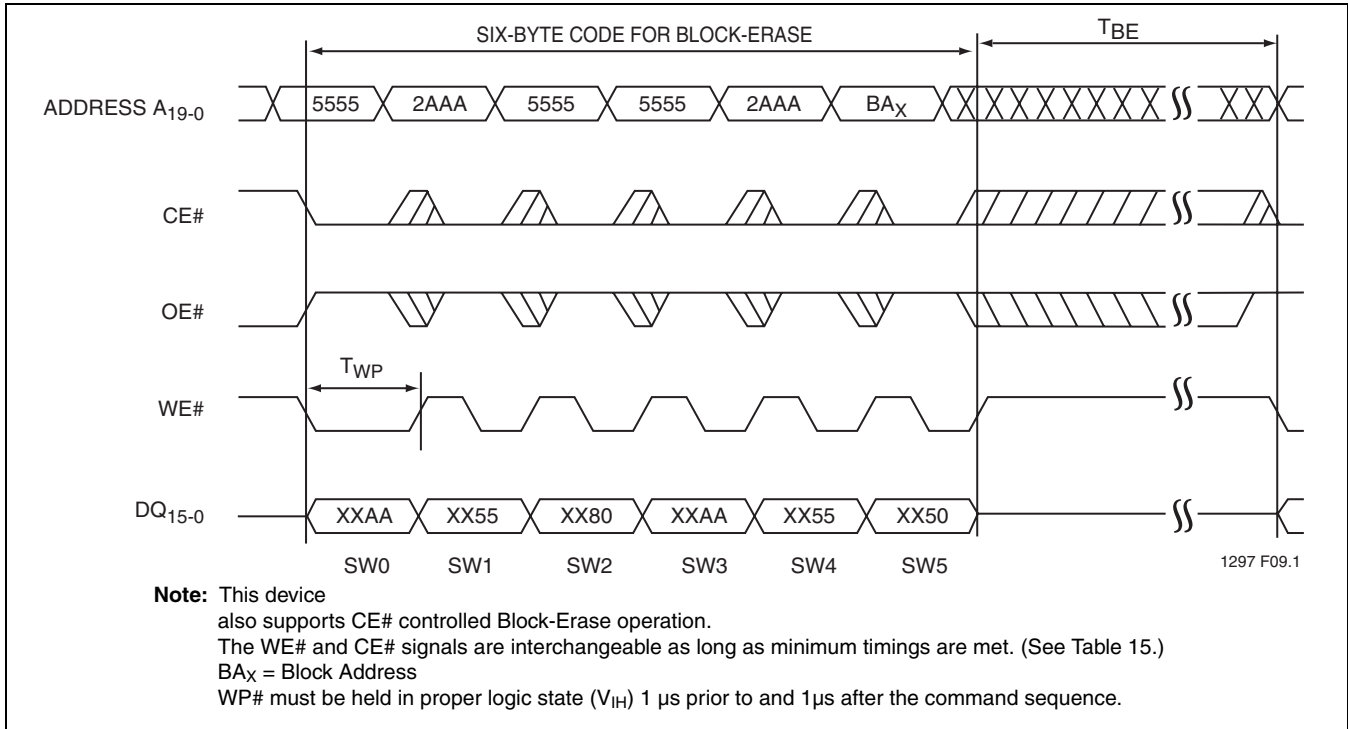 SIX-BYTE CODE FOR BLOCK-ERASE
TBE
ADDRESS A19-0
5555 2AAA 5555 5555 2AAA BAX
CE#
OE#
TWP
WE#
DQ15-0
XXAA XX55 XX80 XXAA XX55 XX50
SW0 SW1 SW2 SW3 SW4 SW5
1297 F09.1
Note: This device
also supports CE# controlled Block-Erase operation.
The WE# and CE# signals are interchangeable as long as minimum timings are met. (See Table 15.)
BAX = Block Address
WP# must be held in proper logic state (VIH) 1 µs prior to and 1µs after the command sequence.